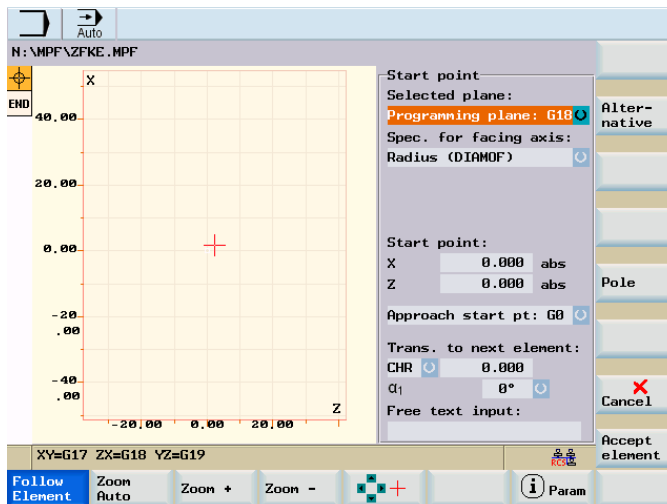 Auto
N:\MPF\ZFKE.MPF
END
X
40.00
20.00
0.00
-20
.00
-40
.00
-20.00 0.00 20.00
Z
Start point
Selected plane:
Programming plane: G18
Spec. for facing axis:
Radius (DIAMOF)
Start point:
X 0.000 abs
Z 0.000 abs
Approach start pt: G0
Trans. to next element:
CHR 0.000
α1 0°
Free text input:
Alter-
native
Pole
Cancel
Accept
element
XY=G17 ZX=G18 YZ=G19
RCS
Follow
Element
Zoom
Auto
Zoom +
Zoom -
i Param